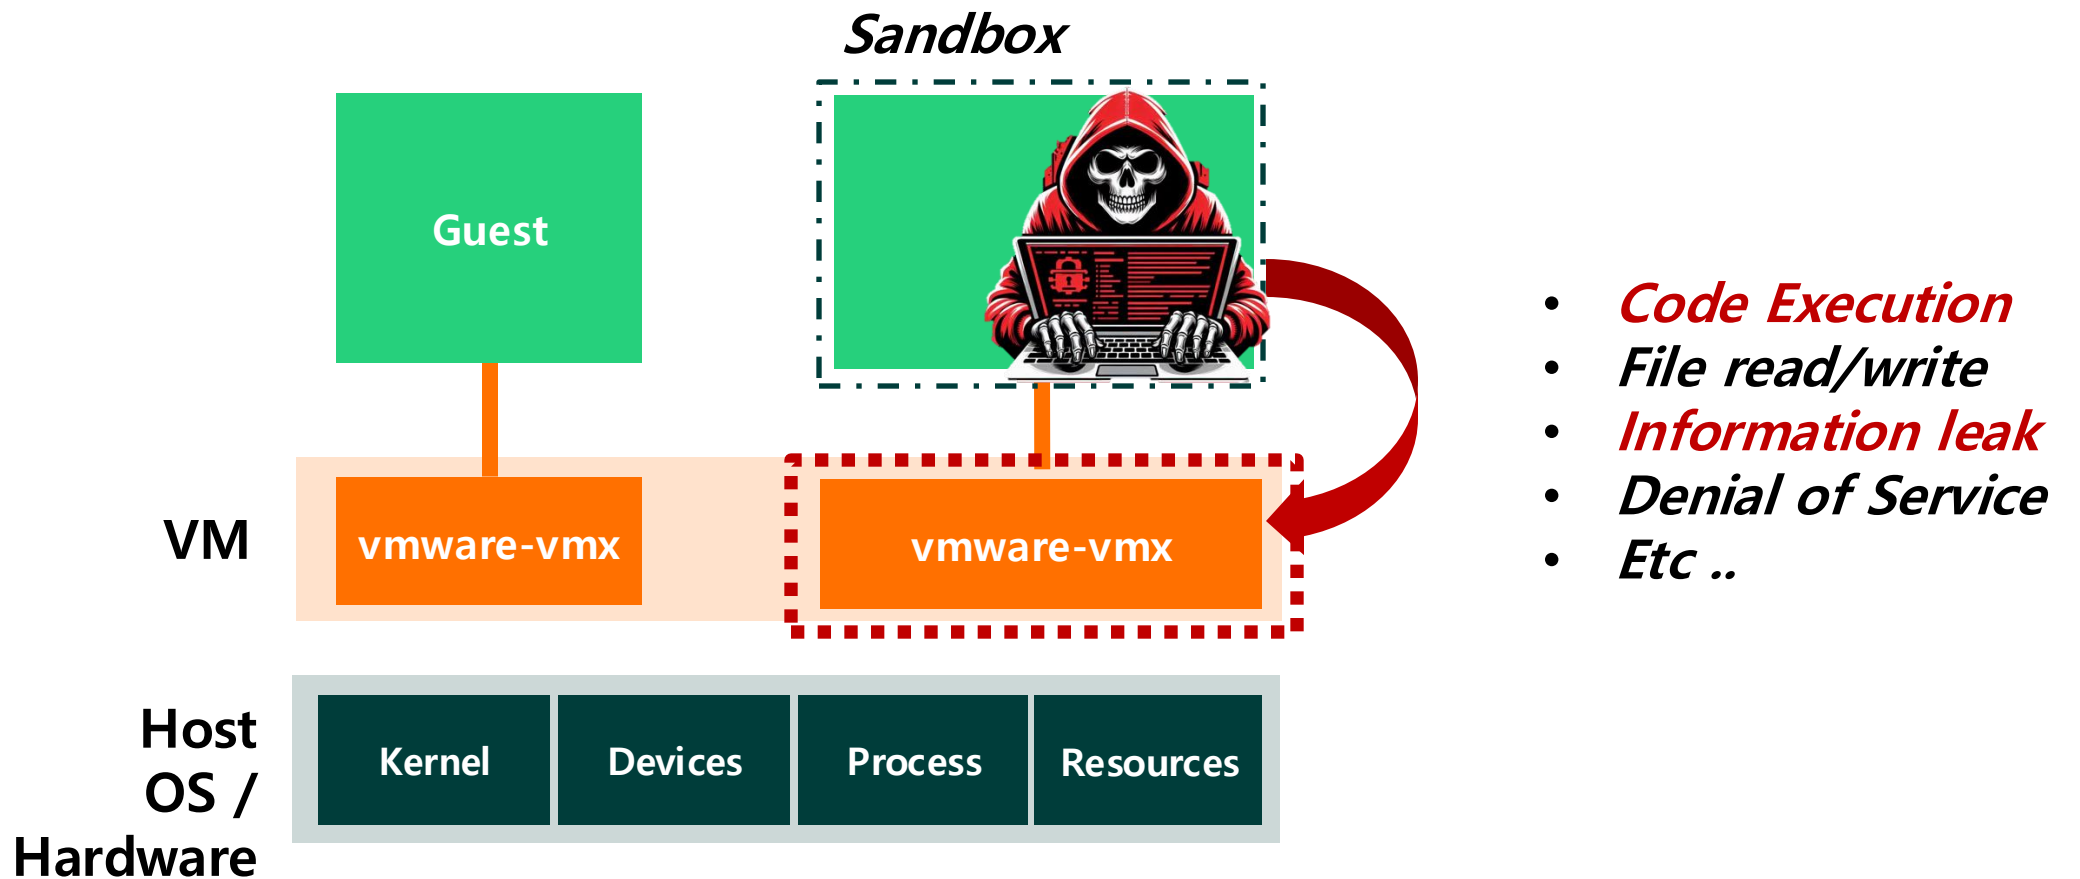 Sandbox
Guest
VM
vmware-vmx
vmware-vmx
• Code Execution
• File read/write
• Information leak
• Denial of Service
• Etc ..
Host
OS /
Hardware
Kernel
Devices
Process
Resources